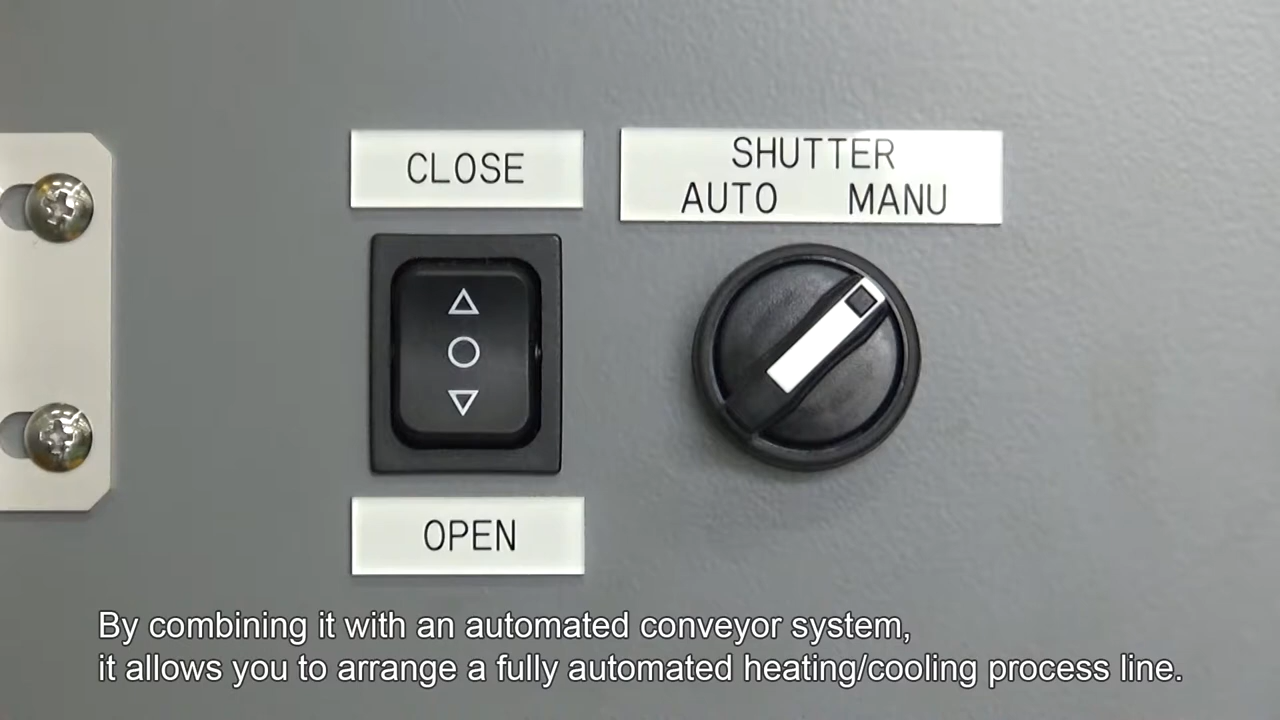 CLOSE
SHUTTER
AUTO MANU
OPEN
By combining it with an automated conveyor system,
it allows you to arrange a fully automated heating/cooling process line.